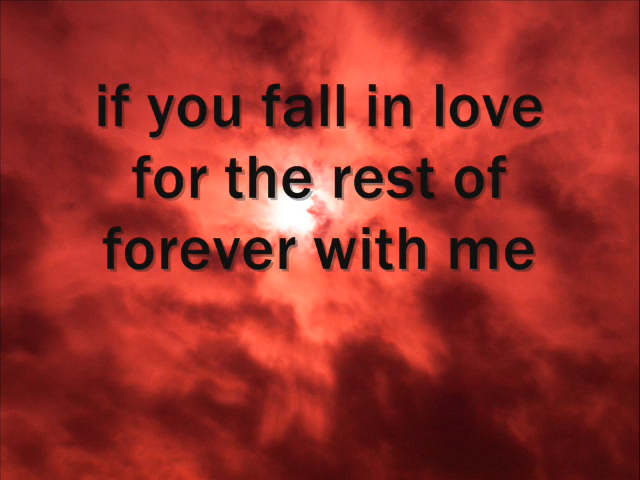 if you fall in love
for the rest of
forever with me